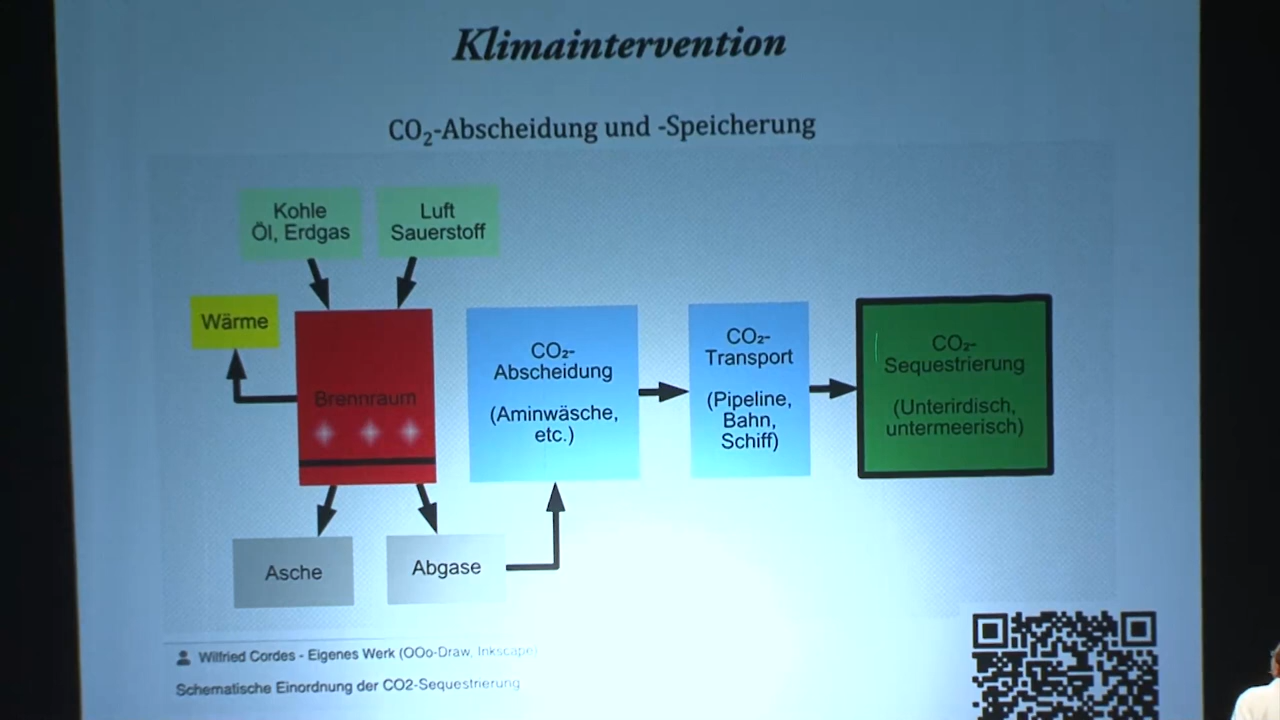 Klimaintervention
CO₂-Abscheidung und -Speicherung
Kohle
Öl, Erdgas
Luft
Sauerstoff
Wärme
Brennraum
CO₂-
Abscheidung
(Aminwäsche,
etc.)
CO₂-
Transport
(Pipeline,
Bahn,
Schiff)
CO₂-
Sequestrierung
(Unterirdisch,
untermeerisch)
Asche
Abgase
Wilfried Cordes - Eigenes Werk (OOo-Draw, Inkscape)
Schematische Einordnung der CO2-Sequestrierung